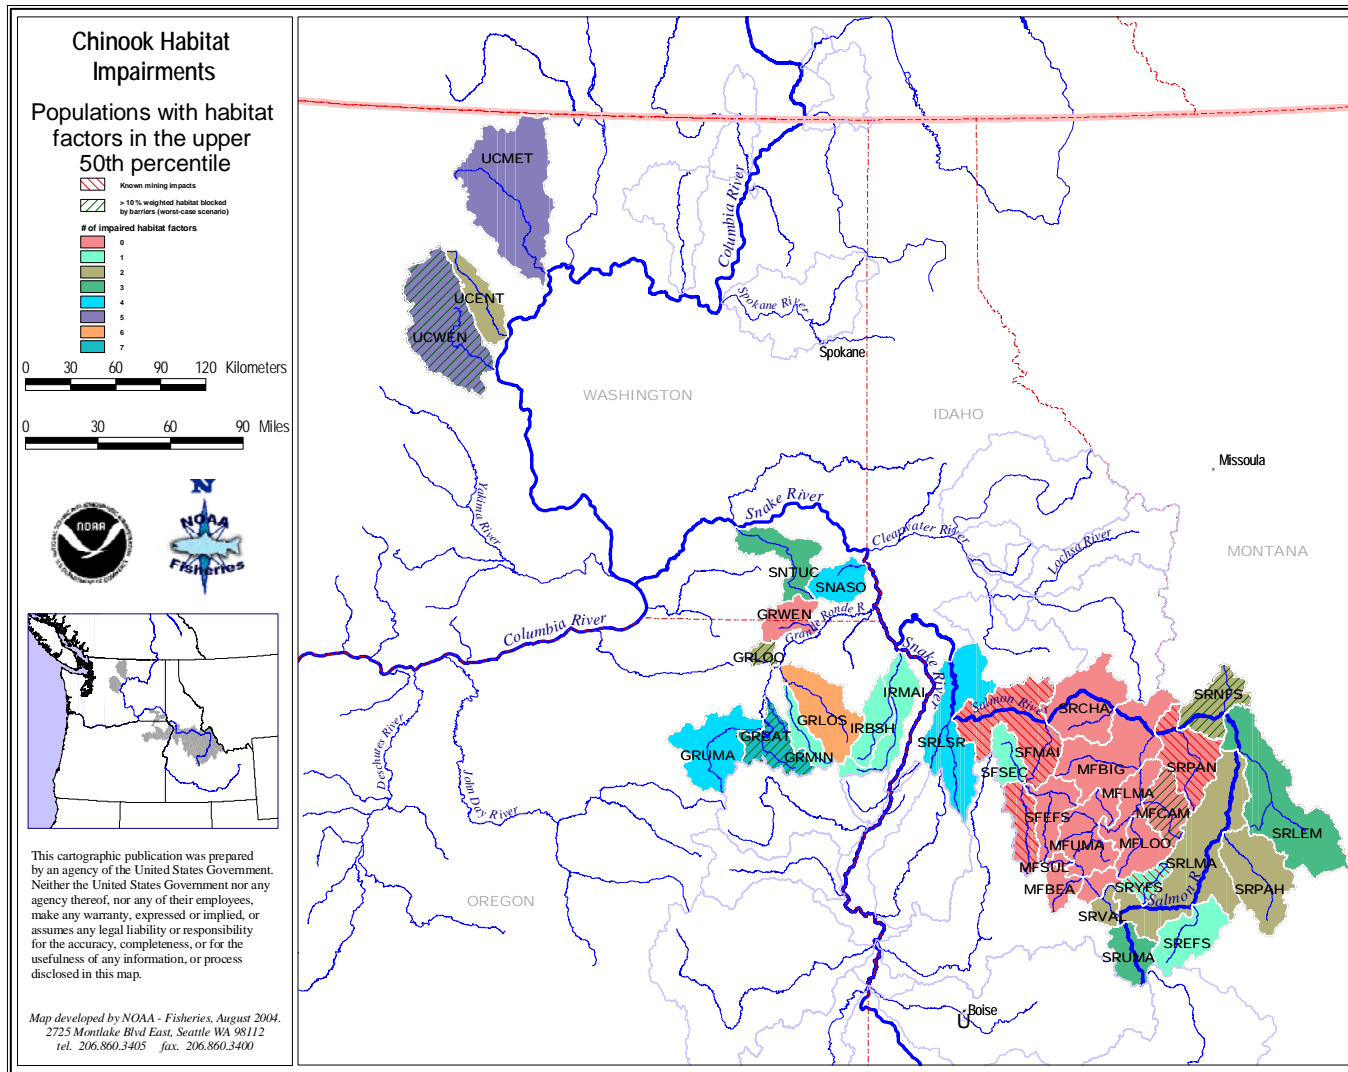 Chinook Habitat
Impairments
Populations with habitat
factors in the upper
50th percentile
Known mining impacts
> 10% weighted habitat blocked
by barriers (worst-case scenario)
# of impaired habitat factors
0
1
2
3
4
5
6
7
0 30 60 90 120 Kilometers
0 30 60 90 Miles
NOAA
N
NOAA
Fisheries
This cartographic publication was prepared
by an agency of the United States Government.
Neither the United States Government nor any
agency thereof, nor any of their employees,
make any warranty, expressed or implied, or
assumes any legal liability or responsibility
for the accuracy, completeness, or for the
usefulness of any information, or process
disclosed in this map.
Map developed by NOAA - Fisheries, August 2004.
2725 Montlake Blvd East, Seattle WA 98112
tel. 206.860.3405 fax. 206.860.3400
UCMET
Columbia River
UCENT
UCWEN
Spokane River
Spokane
WASHINGTON
IDAHO
Missoula
Yakima River
Snake River
Clearwater River
Lochsa River
MONTANA
SNTUC
SNASO
GRWEN
Grande Ronde R.
Columbia River
GRLOO
Snake River
IRMAI
SRNFS
Salmon River
SRCHA
GRLOS
IRBSH
GRCAT
SRLSR
GRUMA
GRMIN
SFMAI
SFSEC
MFBIG
SRPAN
Deschutes River
John Day River
MFLMA
MFCAM
SFEFS
MFUMA
MFLOO
SRLEM
MFSUL
SRLMA
MFBEA
SRYFS
SRPAH
Salmon R.
OREGON
SRVAL
SREFS
SRUMA
Boise